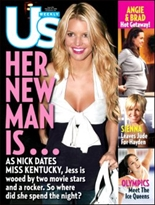 Us
WEEKLY
HER
NEW
MAN
IS...
AS NICK DATES
MISS KENTUCKY, Jess is
wooed by two movie stars
and a rocker. So where
did she spend the night?
ANGIE
& BRAD
Hot Getaway!
SIENNA
Leaves Jude
For Hayden
OLYMPICS
Meet The
Ice Queens